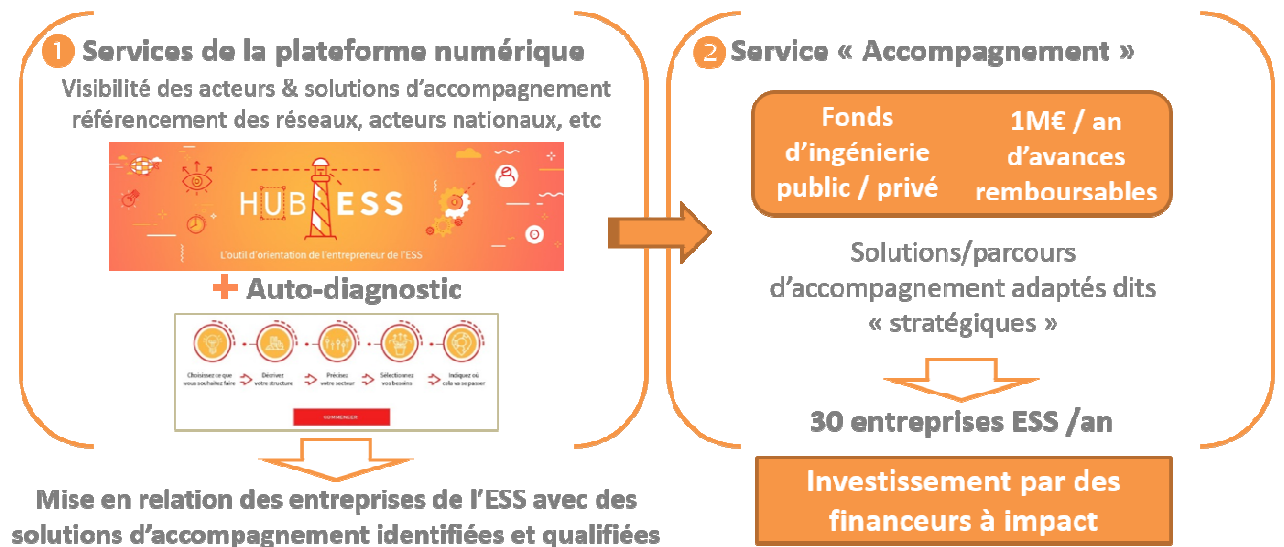 1 Services de la plateforme numérique
Visibilité des acteurs & solutions d'accompagnement
référencement des réseaux, acteurs nationaux, etc
HUB ESS
L'outil d'orientation de l'entrepreneur de l'ESS
+ Auto-diagnostic
Choisissez ce que
vous souhaitez faire
Décrivez
votre structure
Précisez
votre secteur
Sélectionnez
vos besoins
Indiquez où
cela va se passer
COMMENCER
Mise en relation des entreprises de l'ESS avec des
solutions d'accompagnement identifiées et qualifiées
2 Service « Accompagnement »
Fonds
d'ingénierie
public / privé
1M€ / an
d'avances
remboursables
Solutions/parcours
d'accompagnement adaptés dits
« stratégiques »
30 entreprises ESS /an
Investissement par des
financeurs à impact